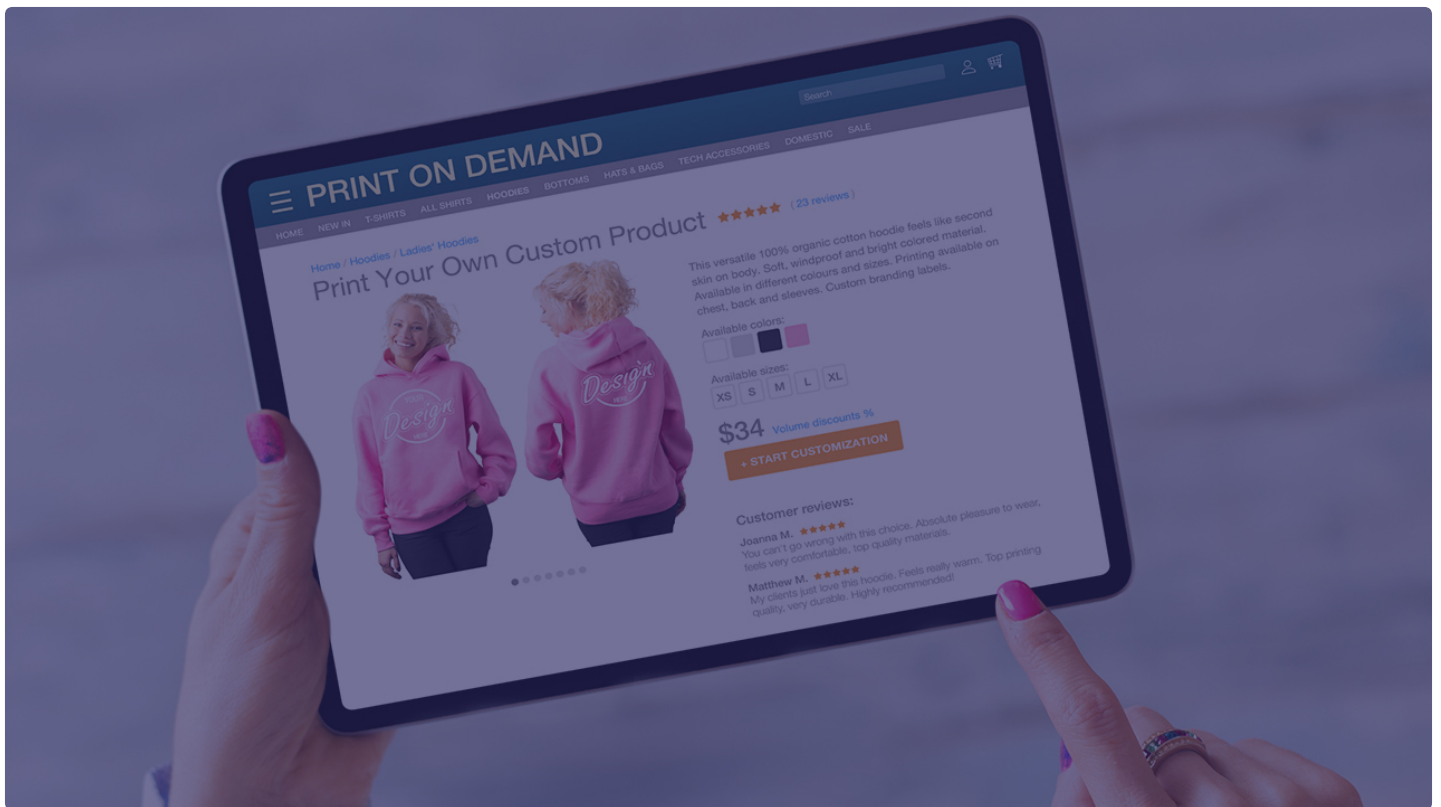 Search
PRINT ON DEMAND
HOME NEW IN T-SHIRTS ALL SHIRTS HOODIES BOTTOMS HATS & BAGS TECH ACCESSORIES DOMESTIC SALE
Home / Hoodies / Ladies' Hoodies
Print Your Own Custom Product
( 23 reviews )
YOUR
Design
HERE
YOUR
Design
HERE
This versatile 100% organic cotton hoodie feels like second
skin on body. Soft, windproof and bright colored material.
Available in different colours and sizes. Printing available on
chest, back and sleeves. Custom branding labels.
Available colors:
Available sizes:
XS S M L XL
$34 Volume discounts %
+ START CUSTOMIZATION
Customer reviews:
Joanna M.
You can't go wrong with this choice. Absolute pleasure to wear,
feels very comfortable, top quality materials.
Matthew M.
My clients just love this hoodie. Feels really warm. Top printing
quality, very durable. Highly recommended!